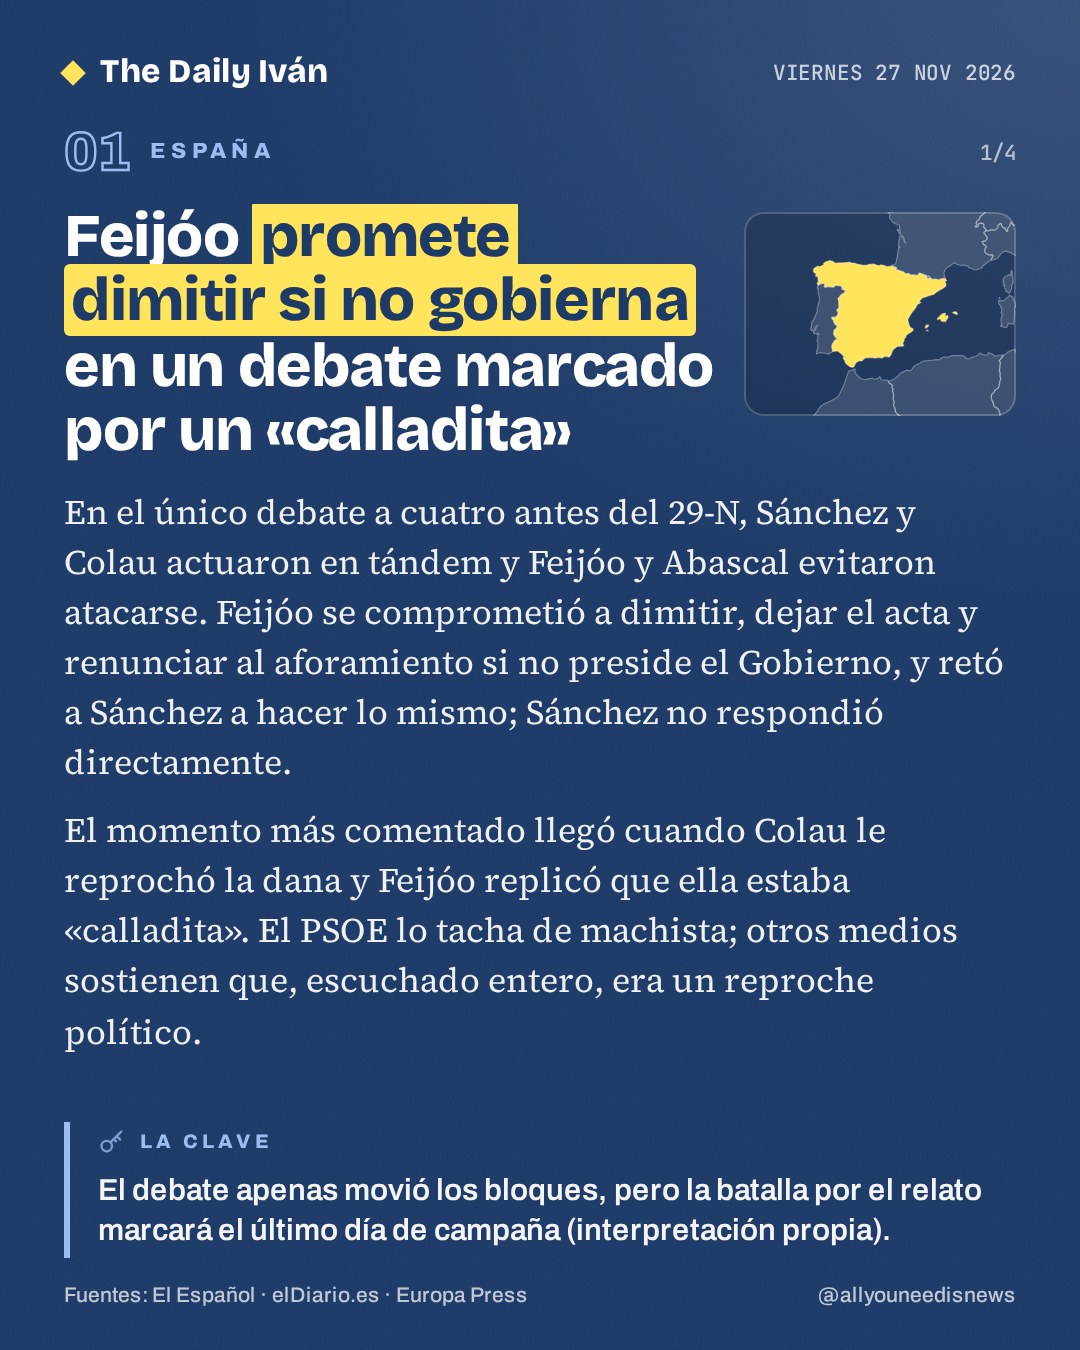 The Daily Iván
VIERNES 27 NOV 2026
01 ESPAÑA
1/4
Feijóo promete
dimitir si no gobierna
en un debate marcado
por un «calladita»
En el único debate a cuatro antes del 29-N, Sánchez y
Colau actuaron en tándem y Feijóo y Abascal evitaron
atacarse. Feijóo se comprometió a dimitir, dejar el acta y
renunciar al aforamiento si no preside el Gobierno, y retó
a Sánchez a hacer lo mismo; Sánchez no respondió
directamente.
El momento más comentado llegó cuando Colau le
reprochó la dana y Feijóo replicó que ella estaba
«calladita». El PSOE lo tacha de machista; otros medios
sostienen que, escuchado entero, era un reproche
político.
LA CLAVE
El debate apenas movió los bloques, pero la batalla por el relato
marcará el último día de campaña (interpretación propia).
Fuentes: El Español · elDiario.es · Europa Press
@allyouneedisnews